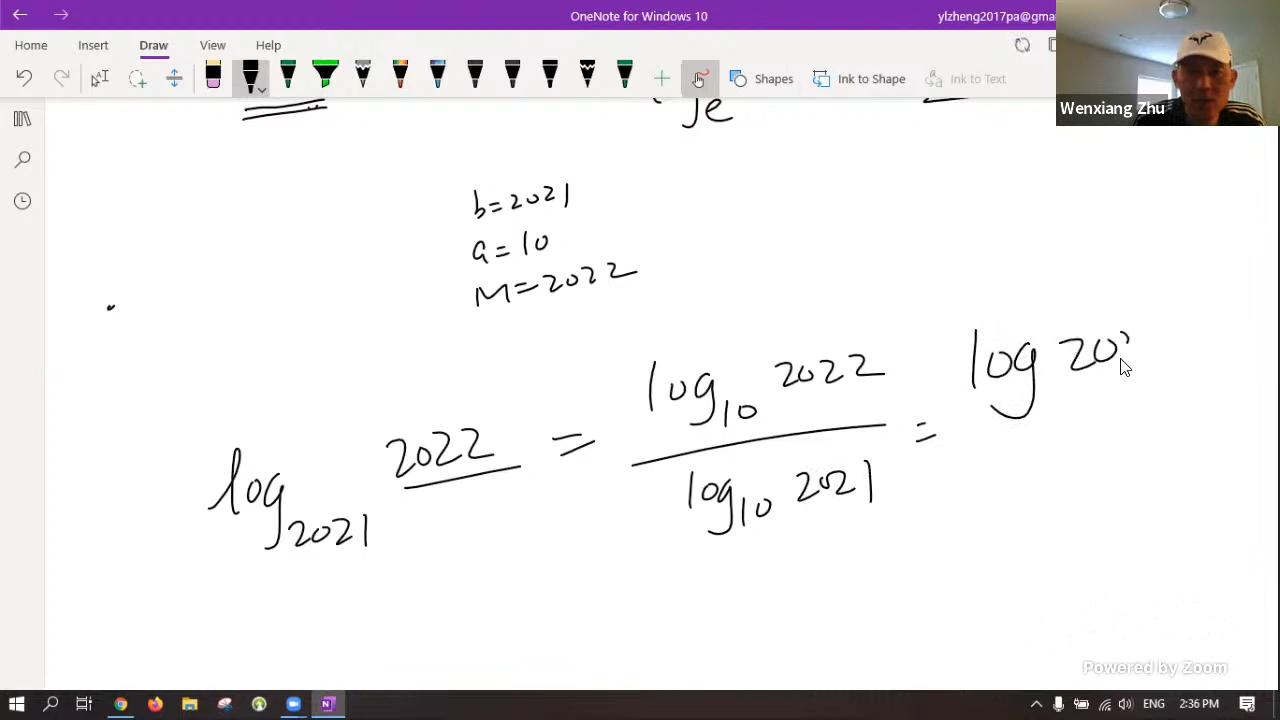 OneNote for Windows 10
ylzheng2017pa@gma
Home Insert Draw View Help
Shapes Ink to Shape Ink to Text
Wenxiang Zhu
b=2021
a=10
M=2022
log₂₀₂₁ 2022 = log₁₀ 2022 / log₁₀ 2021 = log 20
Powered by Zoom
2:36 PM